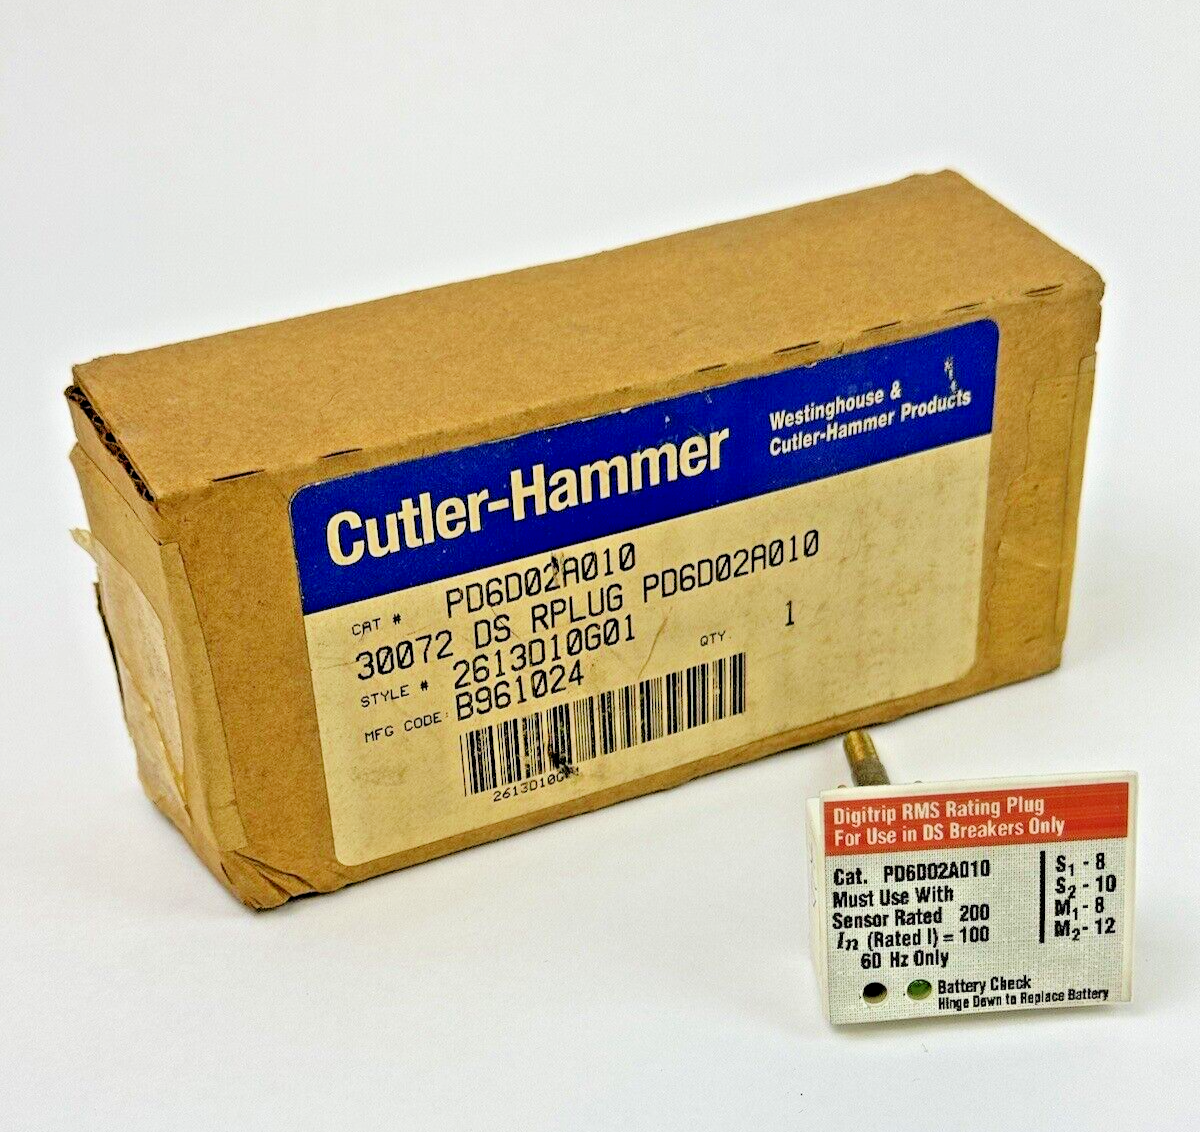 Cutler-Hammer
Westinghouse &
Cutler-Hammer Products
CAT # PD6D02A010
30072 DS RPLUG PD6D02A010
STYLE # 2613D10G01 QTY. 1
MFG CODE: B961024
2613D10G01
Digitrip RMS Rating Plug
For Use in DS Breakers Only
Cat. PD6D02A010
Must Use With
Sensor Rated 200
In (Rated I) = 100
60 Hz Only
S1 - 8
S2 - 10
M1 - 8
M2 - 12
Battery Check
Hinge Down to Replace Battery